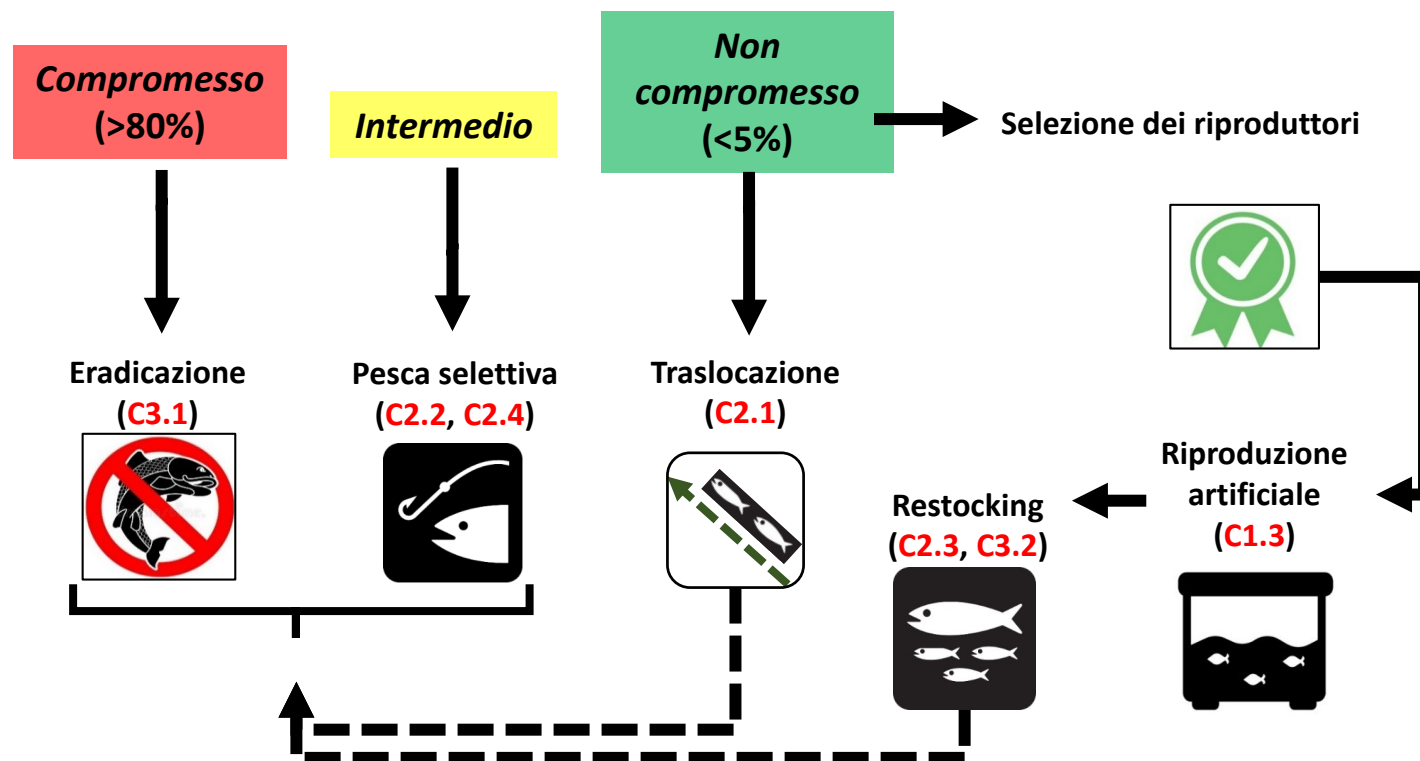 Compromesso
(>80%)
Intermedio
Non
compromesso
(<5%)
Selezione dei riproduttori
Eradicazione
(C3.1)
Pesca selettiva
(C2.2, C2.4)
Traslocazione
(C2.1)
Restocking
(C2.3, C3.2)
Riproduzione
artificiale
(C1.3)